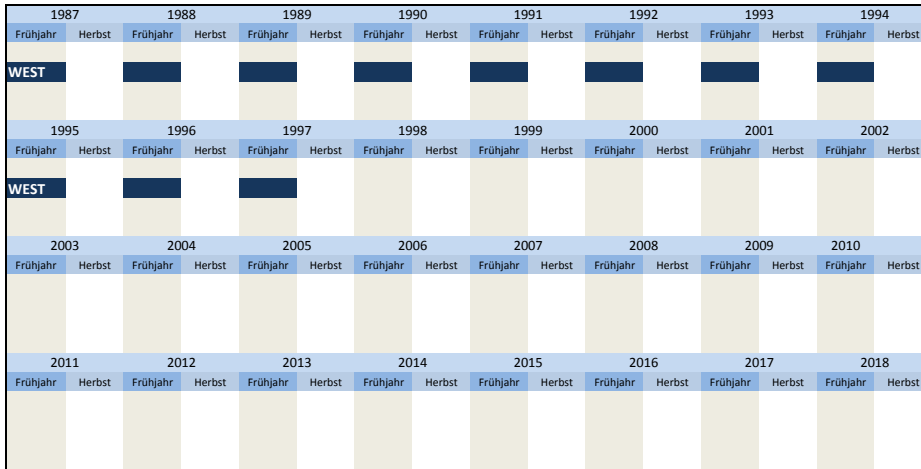 1987 1988 1989 1990 1991 1992 1993 1994
Frühjahr Herbst Frühjahr Herbst Frühjahr Herbst Frühjahr Herbst Frühjahr Herbst Frühjahr Herbst Frühjahr Herbst Frühjahr Herbst
WEST
1995 1996 1997 1998 1999 2000 2001 2002
Frühjahr Herbst Frühjahr Herbst Frühjahr Herbst Frühjahr Herbst Frühjahr Herbst Frühjahr Herbst Frühjahr Herbst Frühjahr Herbst
WEST
2003 2004 2005 2006 2007 2008 2009 2010
Frühjahr Herbst Frühjahr Herbst Frühjahr Herbst Frühjahr Herbst Frühjahr Herbst Frühjahr Herbst Frühjahr Herbst Frühjahr Herbst
2011 2012 2013 2014 2015 2016 2017 2018
Frühjahr Herbst Frühjahr Herbst Frühjahr Herbst Frühjahr Herbst Frühjahr Herbst Frühjahr Herbst Frühjahr Herbst Frühjahr Herbst